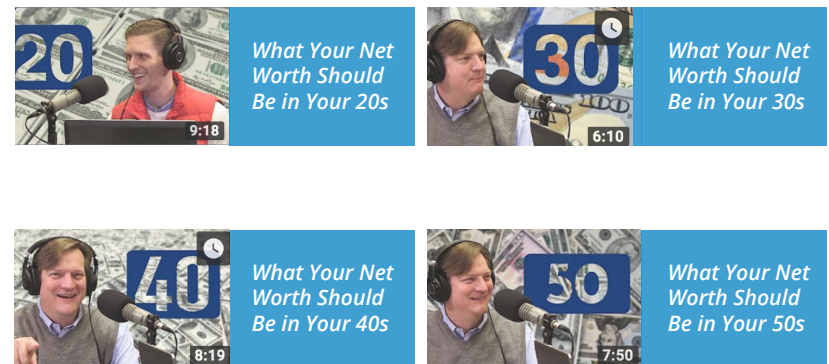 20
9:18
What Your Net
Worth Should
Be in Your 20s
30
6:10
What Your Net
Worth Should
Be in Your 30s
40
8:19
What Your Net
Worth Should
Be in Your 40s
50
7:50
What Your Net
Worth Should
Be in Your 50s